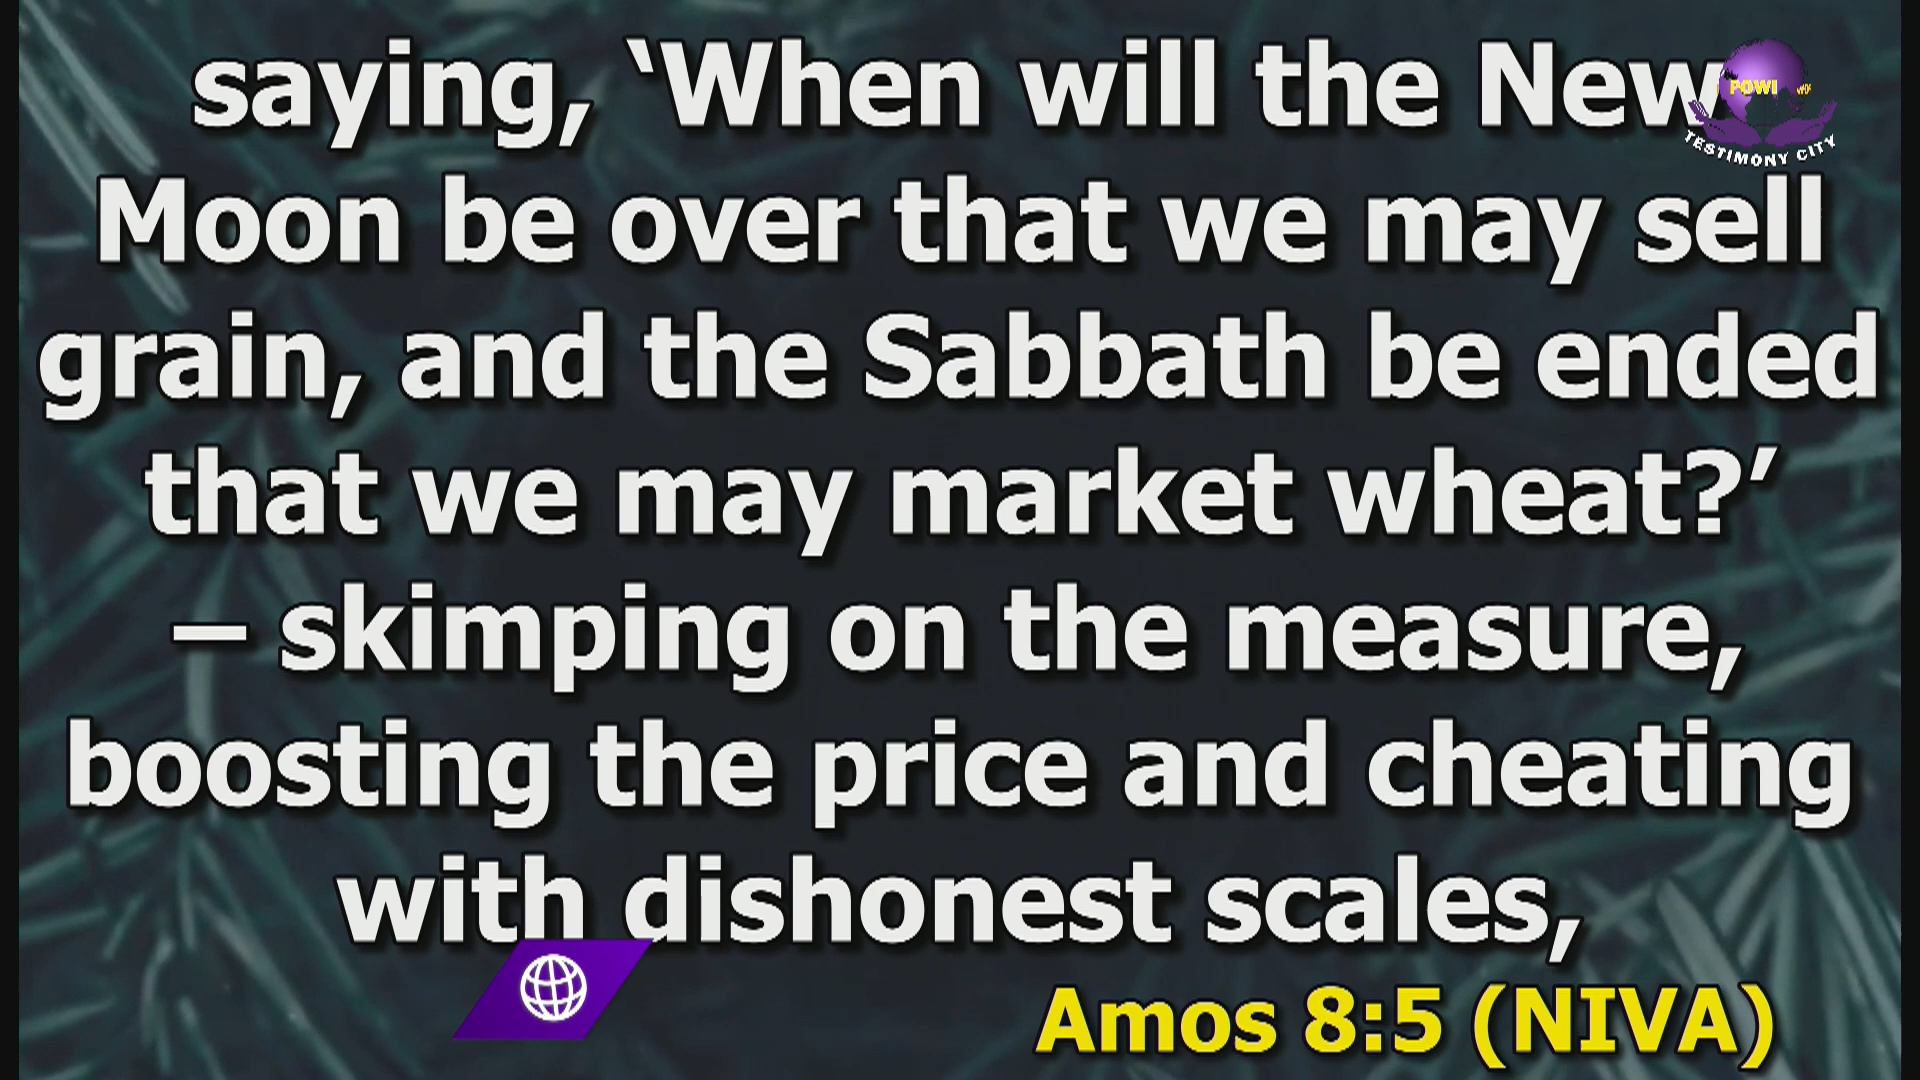 saying, ‘When will the New
Moon be over that we may sell
grain, and the Sabbath be ended
that we may market wheat?’
– skimping on the measure,
boosting the price and cheating
with dishonest scales,
Amos 8:5 (NIVA)
POWI
TESTIMONY CITY